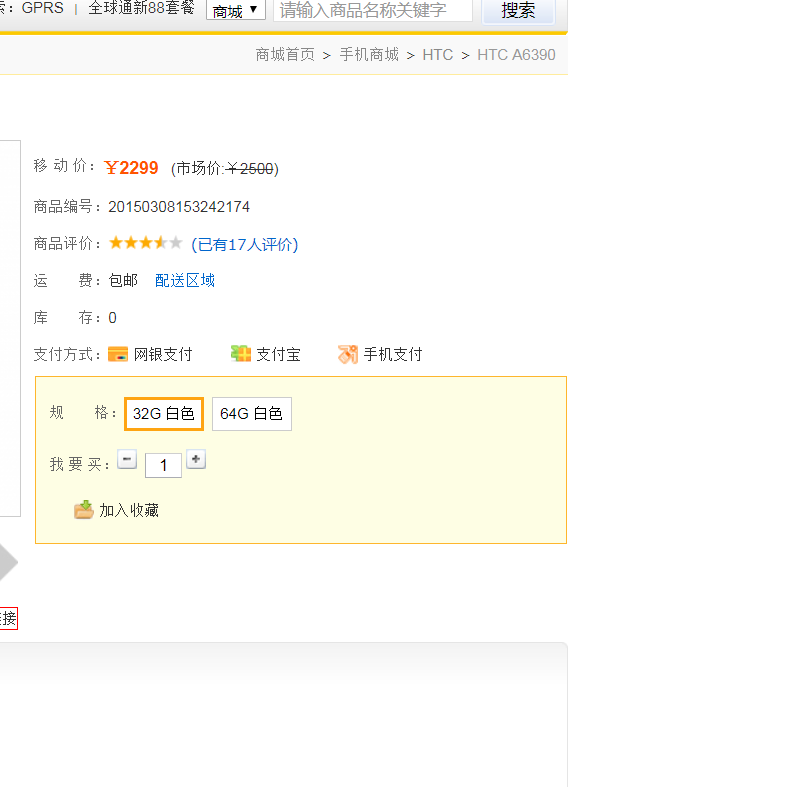 ：GPRS | 全球通新88套餐 商城 ▼ 请输入商品名称关键字 搜索
商城首页 > 手机商城 > HTC > HTC A6390
移 动 价： ￥2299 (市场价:￥2500)
商品编号：20150308153242174
商品评价： (已有17人评价)
运 费：包邮 配送区域
库 存：0
支付方式： 网银支付 支付宝 手机支付
规 格： 32G 白色 64G 白色
我 要 买： - 1 +
加入收藏
接